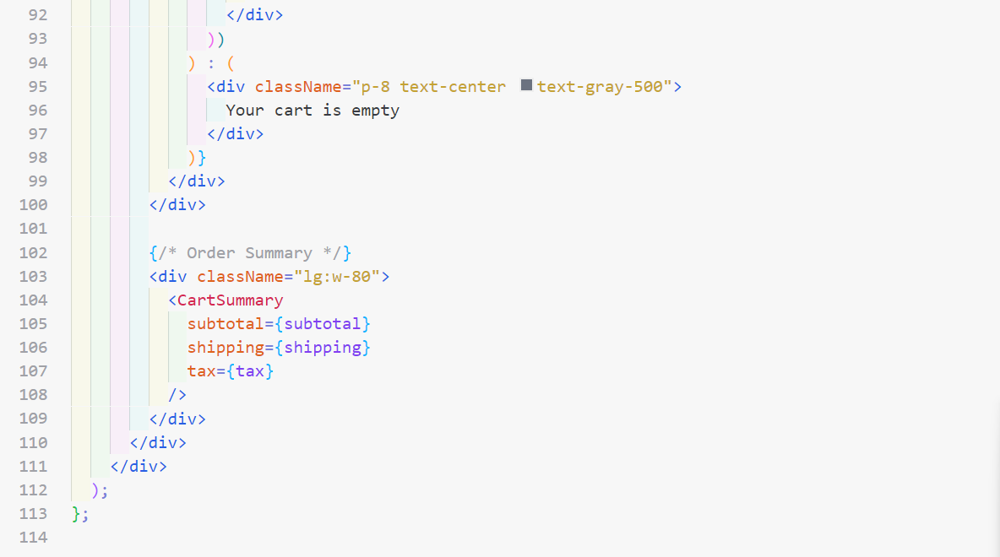 92                </div>
93              ))
94            ) : (
95              <div className="p-8 text-center text-gray-500">
96                Your cart is empty
97              </div>
98            )}
99          </div>
100        </div>
101
102        {/* Order Summary */}
103        <div className="lg:w-80">
104          <CartSummary
105            subtotal={subtotal}
106            shipping={shipping}
107            tax={tax}
108          />
109        </div>
110      </div>
111    </div>
112  );
113 };
114